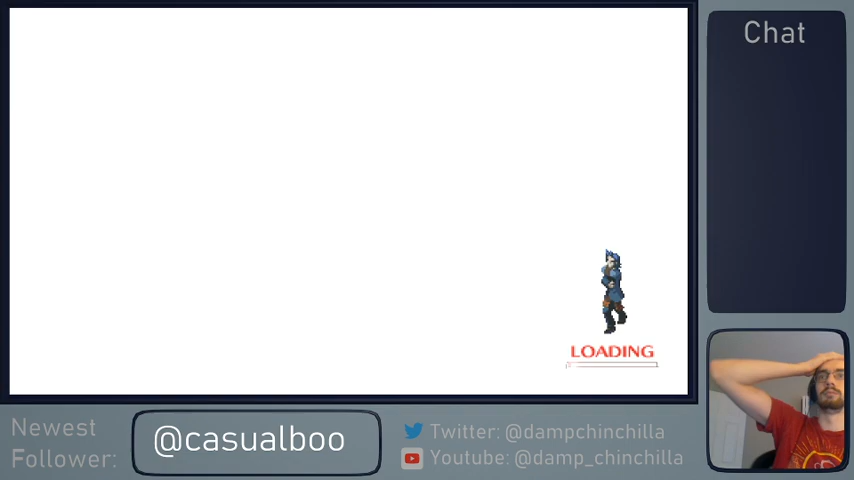 Chat
LOADING
Newest
Follower:
@casualboo
Twitter: @dampchinchilla
Youtube: @damp_chinchilla